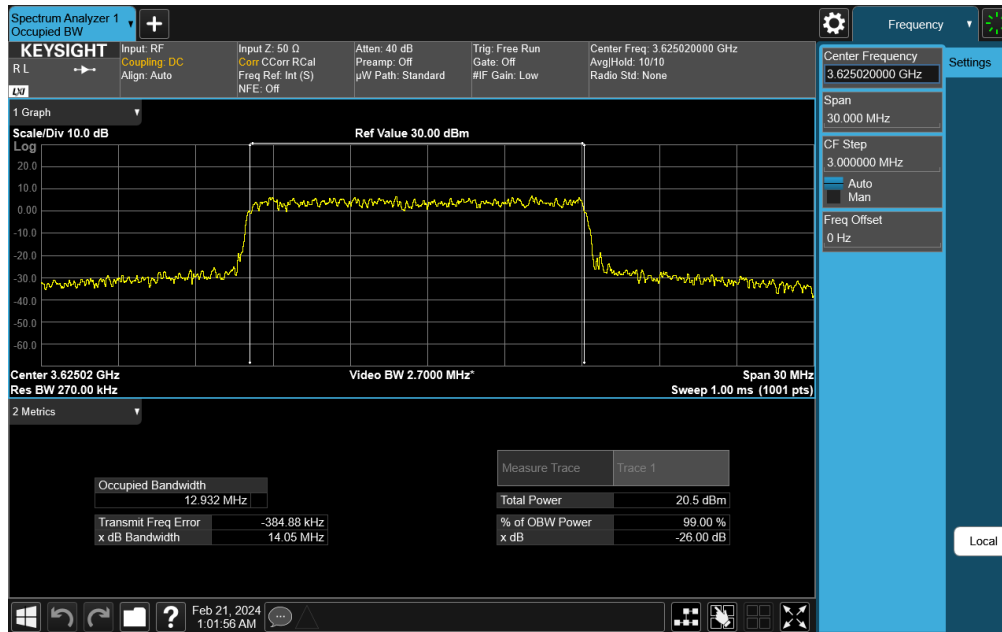 Spectrum Analyzer 1
Occupied BW
Frequency
KEYSIGHT
R L
LXI
Input: RF
Coupling: DC
Align: Auto
Input Z: 50 Ω
Corr CCorr RCal
Freq Ref: Int (S)
NFE: Off
Atten: 40 dB
Preamp: Off
µW Path: Standard
Trig: Free Run
Gate: Off
#IF Gain: Low
Center Freq: 3.625020000 GHz
Avg|Hold: 10/10
Radio Std: None
Center Frequency
3.625020000 GHz
Settings
Span
30.000 MHz
CF Step
3.000000 MHz
Auto
Man
Freq Offset
0 Hz
Local
1 Graph
Scale/Div 10.0 dB
Ref Value 30.00 dBm
Log
20.0
10.0
0.00
-10.0
-20.0
-30.0
-40.0
-50.0
-60.0
Center 3.62502 GHz
Video BW 2.7000 MHz*
Span 30 MHz
Res BW 270.00 kHz
Sweep 1.00 ms (1001 pts)
2 Metrics
Measure Trace
Trace 1
Occupied Bandwidth
12.932 MHz
Total Power
20.5 dBm
Transmit Freq Error
-384.88 kHz
% of OBW Power
99.00 %
x dB Bandwidth
14.05 MHz
x dB
-26.00 dB
?
Feb 21, 2024
1:01:56 AM